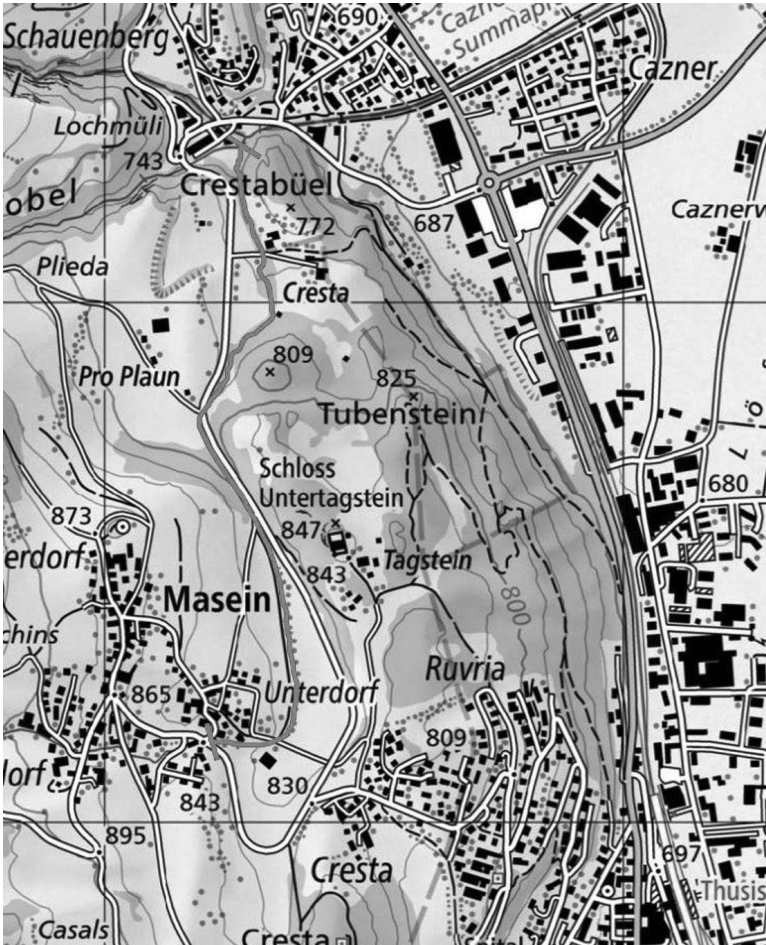 690
Schauenberg
Summapr
Cazner
Lochmüli
743
Crestabüel
obel
772
687
Caznerw
Plieda
Cresta
809
Pro Plaun
825
Tubenstein
LÖ
Schloss
Untertagstein
680
873
847
erdorf
843
Tagstein
Masein
800
chins
Ruvria
865
Unterdorf
809
dorf
843
830
895
697
Cresta
Thusis
Casals
Cresta